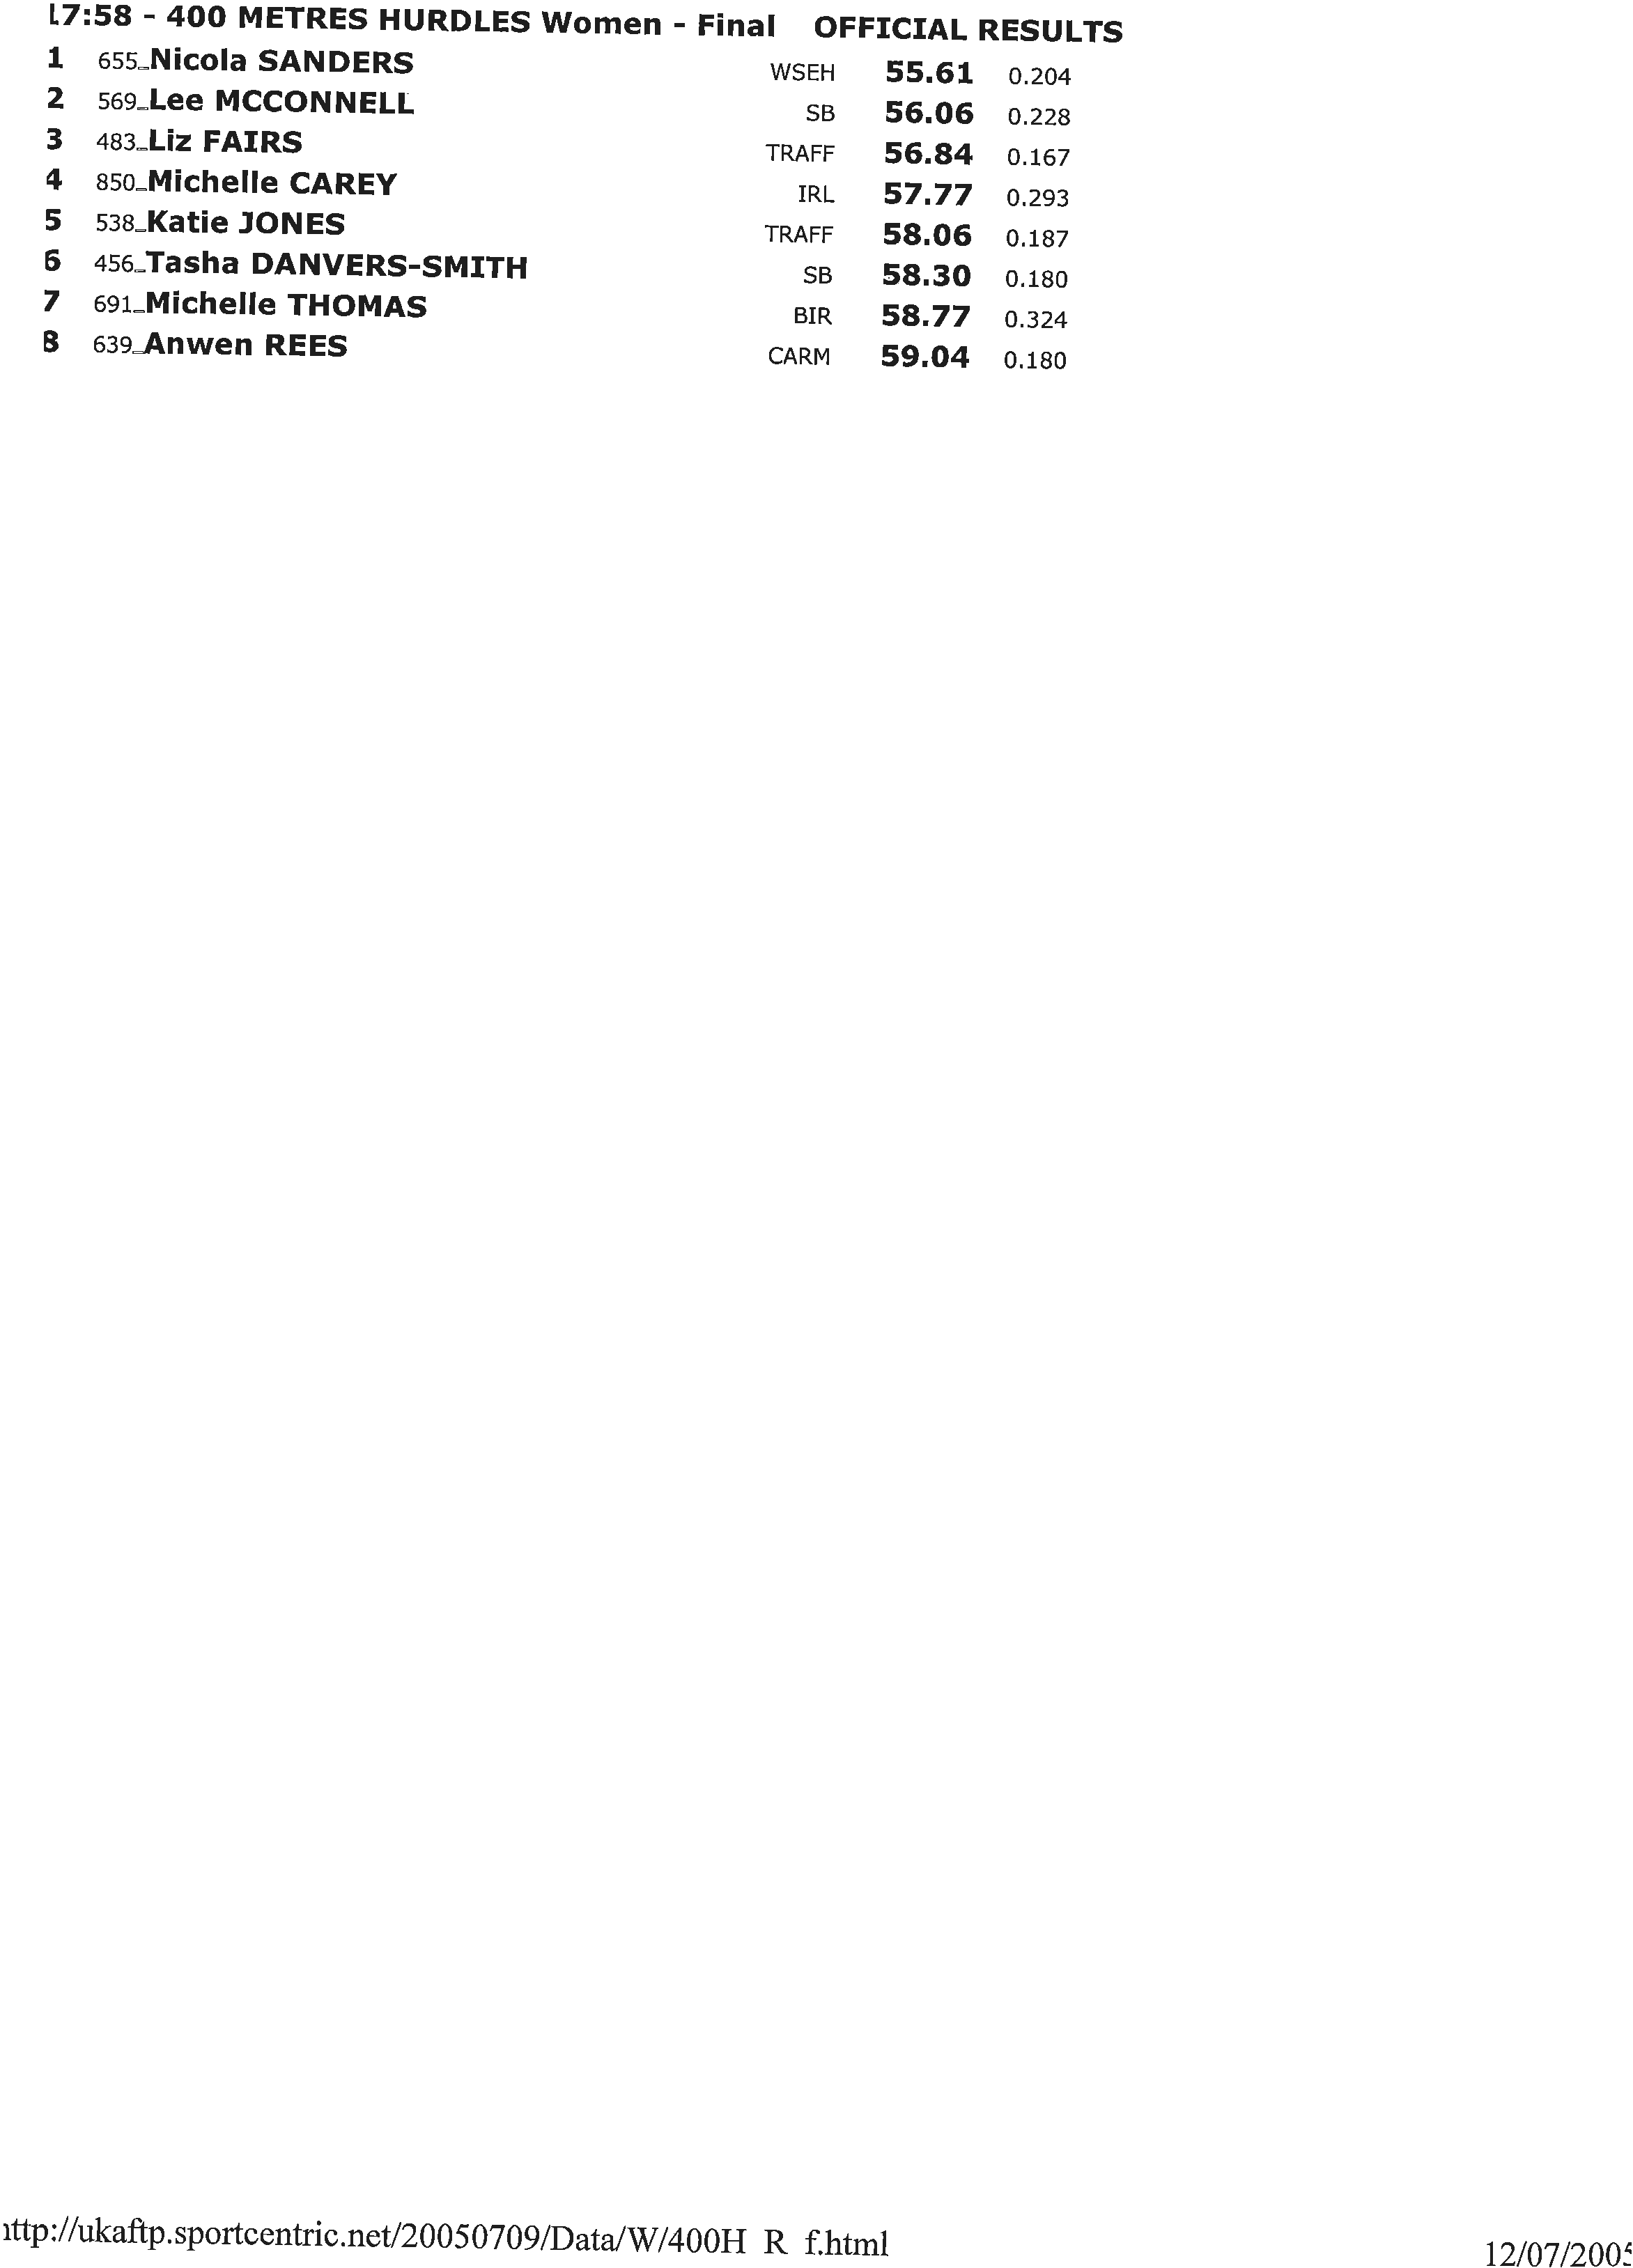 17:58 - 400 METRES HURDLES Women - Final OFFICIAL RESULTS
1 655 Nicola SANDERS WSEH 55.61 0.204
2 569 Lee MCCONNELL SB 56.06 0.228
3 483 Liz FAIRS TRAFF 56.84 0.167
4 850 Michelle CAREY IRL 57.77 0.293
5 538 Katie JONES TRAFF 58.06 0.187
6 456 Tasha DANVERS-SMITH SB 58.30 0.180
7 691 Michelle THOMAS BIR 58.77 0.324
8 639 Anwen REES CARM 59.04 0.180
http://ukaftp.sportcentric.net/20050709/Data/W/400H R f.html 12/07/2005